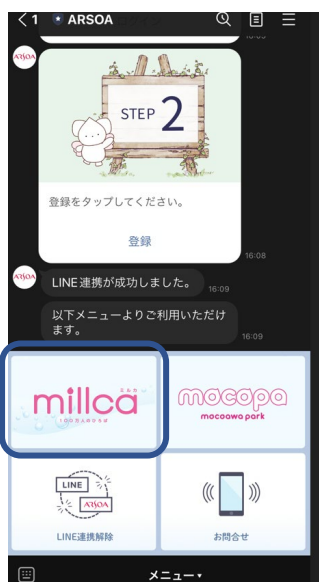 1 ARSOA
ARSOA
STEP 2
登録をタップしてください。
登録
16:08
ARSOA
LINE連携が成功しました。
16:09
以下メニューよりご利用いただけ
ます。
16:09
millca
mocopa
mocoawa park
LINE
ARSOA
LINE連携解除
お問合せ
メニュー▾